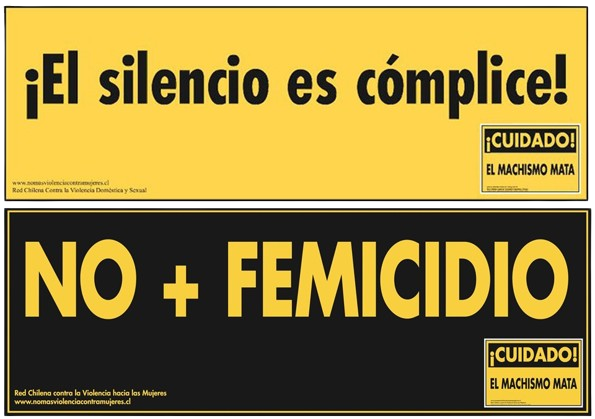 ¡El silencio es cómplice!
¡CUIDADO!
EL MACHISMO MATA
www.nomasviolenciacontramujeres.cl
Red Chilena Contra la Violencia Doméstica y Sexual
NO + FEMICIDIO
¡CUIDADO!
EL MACHISMO MATA
Red Chilena contra la Violencia hacia las Mujeres
www.nomasviolenciacontramujeres.cl